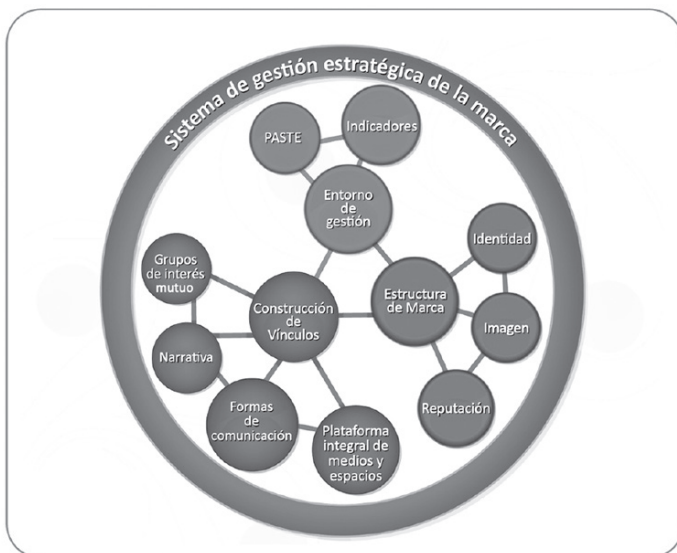 Sistema de gestión estratégica de la marca
PASTE
Indicadores
Entorno
de
gestión
Identidad
Grupos
de interés
mutuo
Construcción
de
Vínculos
Estructura
de Marca
Imagen
Narrativa
Formas
de
comunicación
Plataforma
integral de
medios y
espacios
Reputación